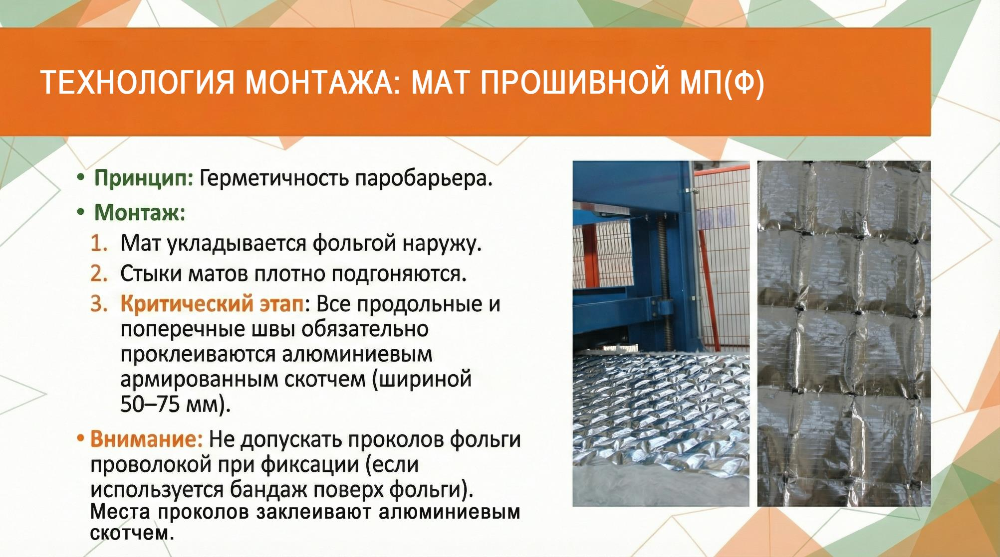 ТЕХНОЛОГИЯ МОНТАЖА: МАТ ПРОШИВНОЙ МП(Ф)
• Принцип: Герметичность паробарьера.
• Монтаж:
1. Мат укладывается фольгой наружу.
2. Стыки матов плотно подгоняются.
3. Критический этап: Все продольные и
поперечные швы обязательно
проклеиваются алюминиевым
армированным скотчем (шириной
50–75 мм).
• Внимание: Не допускать проколов фольги
проволокой при фиксации (если
используется бандаж поверх фольги).
Места проколов заклеивают алюминиевым
скотчем.